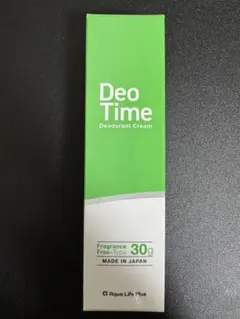 Deo
Time
Deodorant Cream
Fragrance
Free-Type 30g
MADE IN JAPAN
Aqua Life Plus